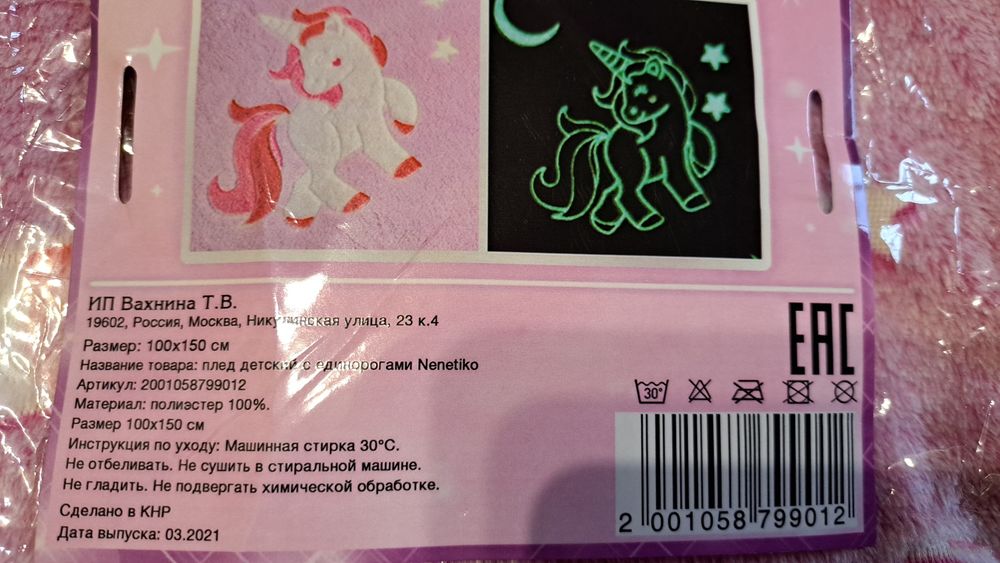 ИП Вахнина Т.В.
19602, Россия, Москва, Никулинская улица, 23 к.4
Размер: 100х150 см
Название товара: плед детский с единорогами Nenetiko
Артикул: 2001058799012
Материал: полиэстер 100%.
Размер 100х150 см
Инструкция по уходу: Машинная стирка 30°С.
Не отбеливать. Не сушить в стиральной машине.
Не гладить. Не подвергать химической обработке.
Сделано в КНР
Дата выпуска: 03.2021
EAC
30°
2 001058 799012